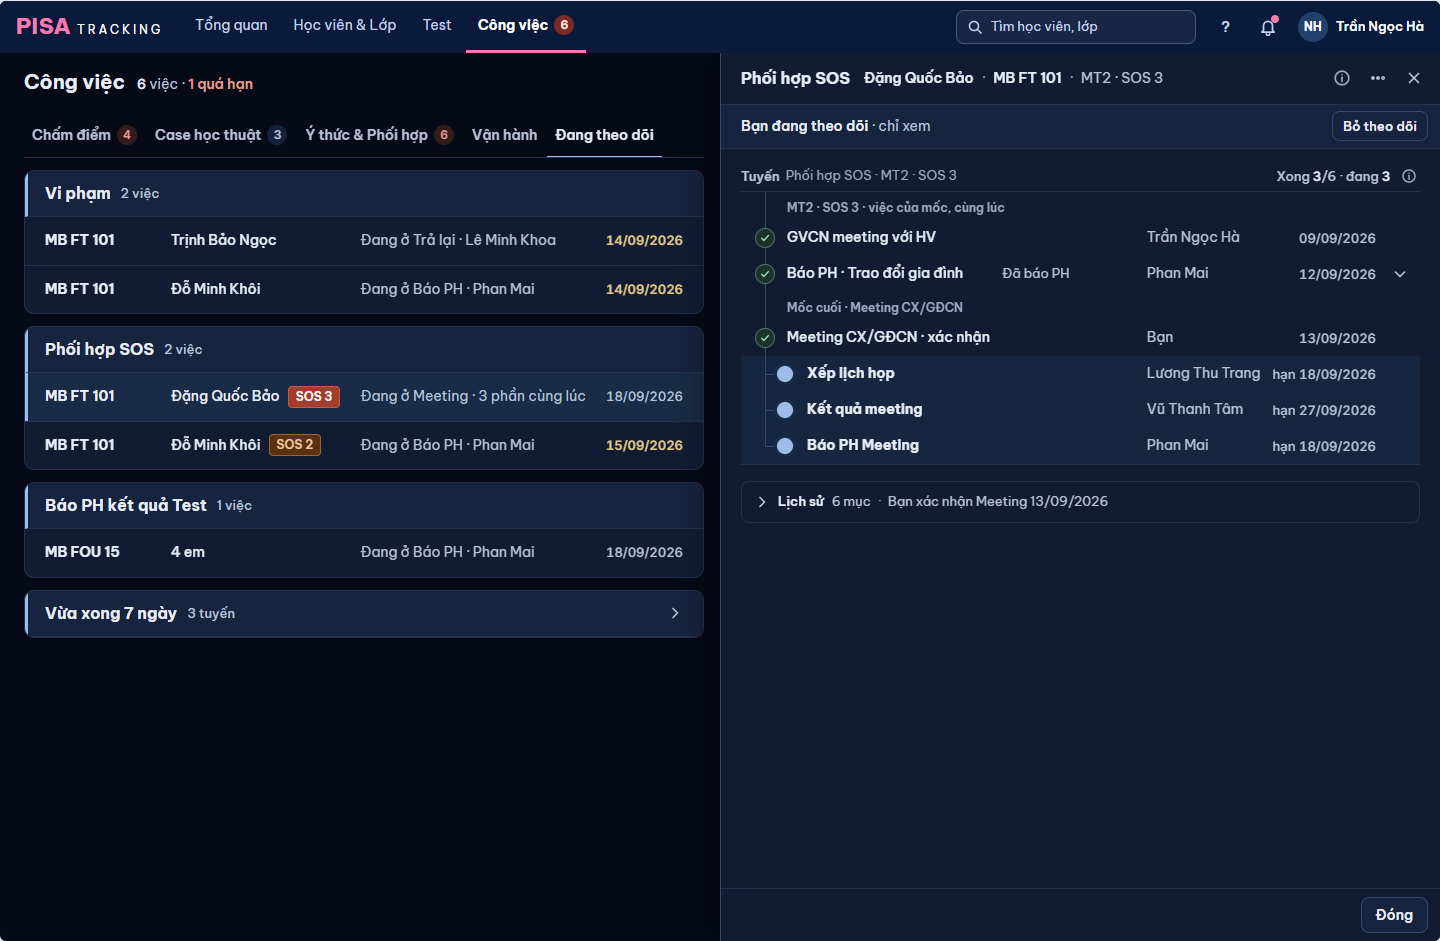 PISA TRACKING Tổng quan Học viên & Lớp Test Công việc 6 Tìm học viên, lớp ? NH Trần Ngọc Hà
Công việc 6 việc · 1 quá hạn
Chấm điểm 4 Case học thuật 3 Ý thức & Phối hợp 6 Vận hành Đang theo dõi
Vi phạm 2 việc
MB FT 101 Trịnh Bảo Ngọc Đang ở Trả lại · Lê Minh Khoa 14/09/2026
MB FT 101 Đỗ Minh Khôi Đang ở Báo PH · Phan Mai 14/09/2026
Phối hợp SOS 2 việc
MB FT 101 Đặng Quốc Bảo SOS 3 Đang ở Meeting · 3 phần cùng lúc 18/09/2026
MB FT 101 Đỗ Minh Khôi SOS 2 Đang ở Báo PH · Phan Mai 15/09/2026
Báo PH kết quả Test 1 việc
MB FOU 15 4 em Đang ở Báo PH · Phan Mai 18/09/2026
Vừa xong 7 ngày 3 tuyến
Phối hợp SOS Đặng Quốc Bảo · MB FT 101 · MT2 · SOS 3
Bạn đang theo dõi · chỉ xem Bỏ theo dõi
Tuyến Phối hợp SOS · MT2 · SOS 3 Xong 3/6 · đang 3
MT2 · SOS 3 · việc của mốc, cùng lúc
GVCN meeting với HV Trần Ngọc Hà 09/09/2026
Báo PH · Trao đổi gia đình Đã báo PH Phan Mai 12/09/2026
Mốc cuối · Meeting CX/GĐCN
Meeting CX/GĐCN · xác nhận Bạn 13/09/2026
Xếp lịch họp Lương Thu Trang hạn 18/09/2026
Kết quả meeting Vũ Thanh Tâm hạn 27/09/2026
Báo PH Meeting Phan Mai hạn 18/09/2026
Lịch sử 6 mục · Bạn xác nhận Meeting 13/09/2026
Đóng